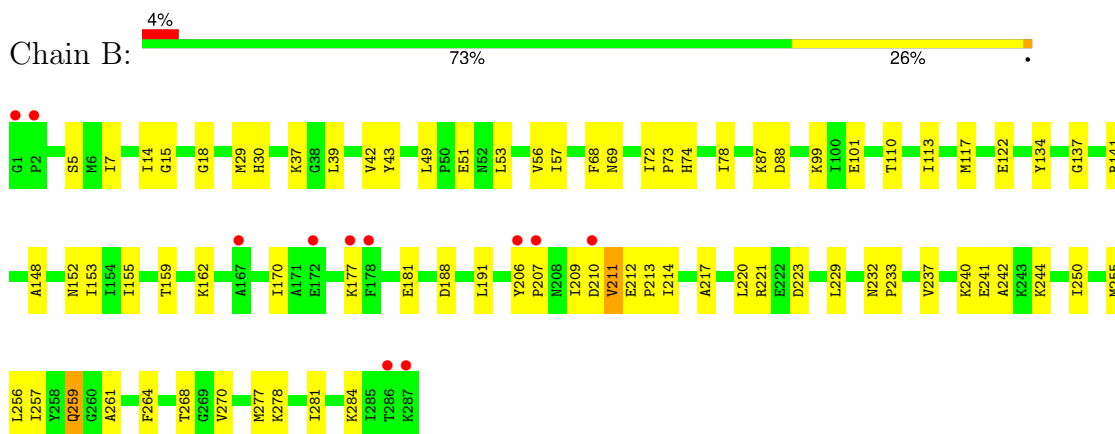 4%
Chain B:
73% 26% •
G1 P2 S5 M6 I7 I14 G15 G18 M29 H30 K37 G38 L39 V42 Y43 L49 P50 E51 N52 L53 V56 I57 F68 N69 I72 P73 H74 I78 K87 D88 K99 I100 E101 T110 I113 M117 E122 Y134 G137
A148 N152 I153 I154 I155 T159 K162 A167 I170 A171 E172 K177 F178 E181 D188 L191 Y206 P207 N208 I209 D210 V211 E212 P213 I214 A217 L220 R221 E222 D223 L229 N232 P233 V237 K240 E241 A242 K243 K244 I250
L256 I257 Y258 Q259 G260 A261 F264 T268 G269 V270 M277 K278 I281 K284 I285 T286 K287